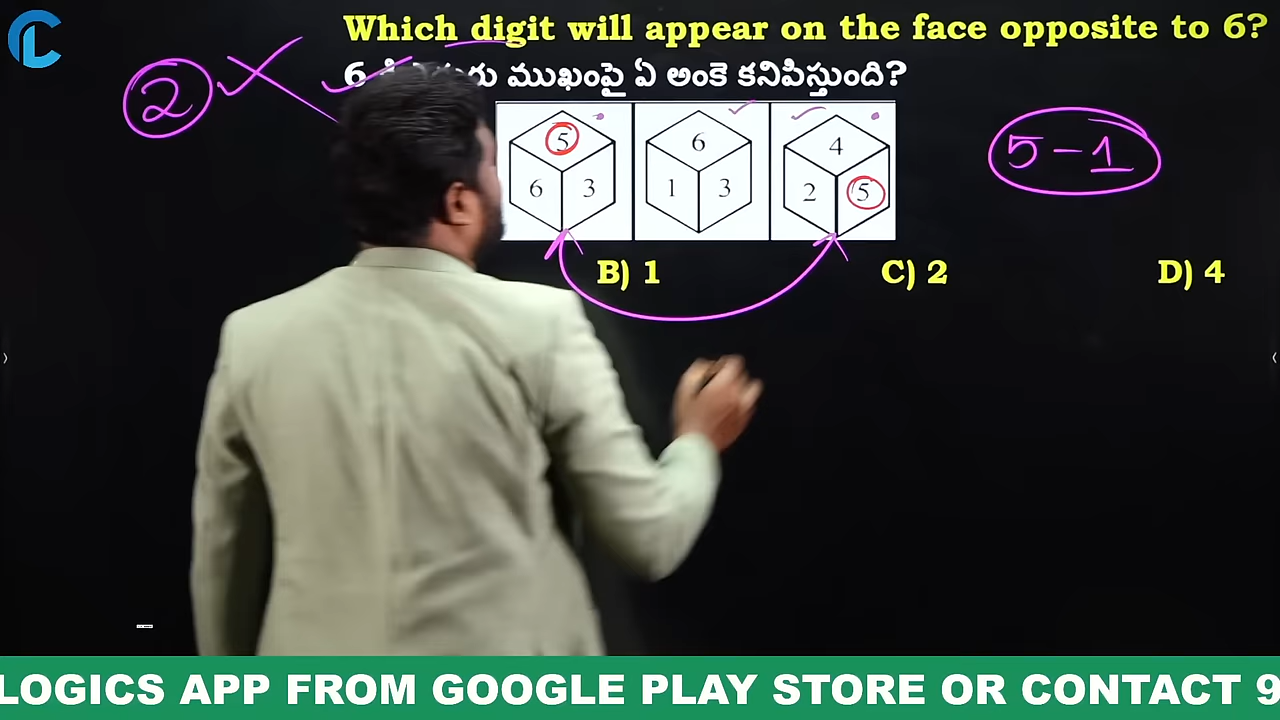 Which digit will appear on the face opposite to 6?
6 ముఖంపై ఏ అంకె కనిపిస్తుంది?
2
5 6 3
6 1 3
4 2 5
5-1
B) 1 C) 2 D) 4
LOGICS APP FROM GOOGLE PLAY STORE OR CONTACT 9